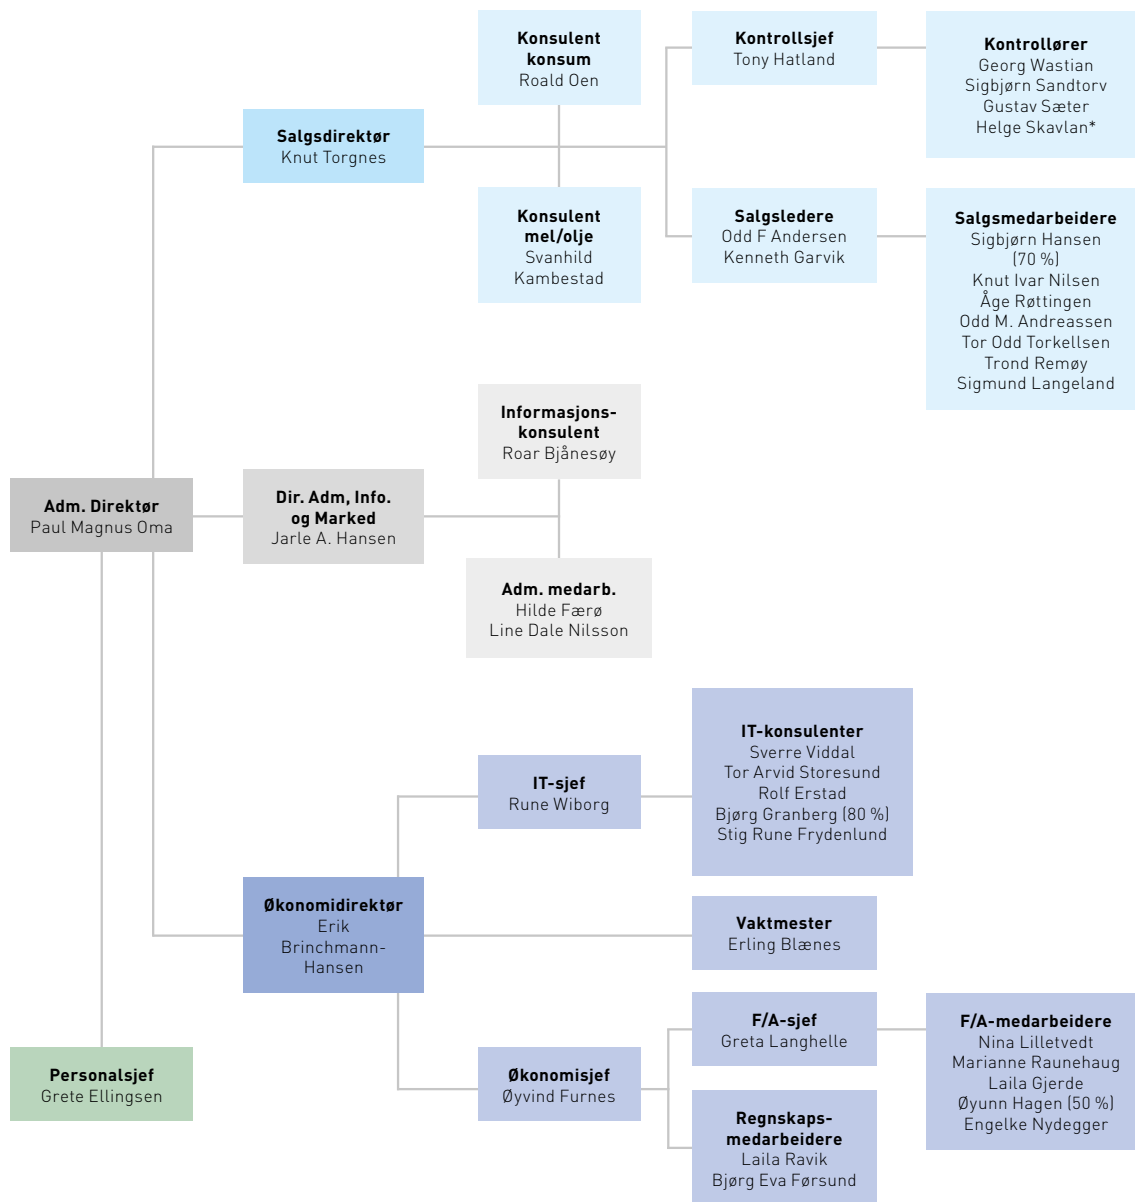 Konsulent
konsum
Roald Oen
Kontrollsjef
Tony Hatland
Kontrollører
Georg Wastian
Sigbjørn Sandtorv
Gustav Sæter
Helge Skavlan*
Salgsdirektør
Knut Torgnes
Konsulent
mel/olje
Svanhild
Kambestad
Salgsledere
Odd F Andersen
Kenneth Garvik
Salgsmedarbeidere
Sigbjørn Hansen
(70 %)
Knut Ivar Nilsen
Åge Røttingen
Odd M. Andreassen
Tor Odd Torkellsen
Trond Remøy
Sigmund Langeland
Informasjons-
konsulent
Roar Bjånesøy
Adm. Direktør
Paul Magnus Oma
Dir. Adm, Info.
og Marked
Jarle A. Hansen
Adm. medarb.
Hilde Færø
Line Dale Nilsson
IT-sjef
Rune Wiborg
IT-konsulenter
Sverre Viddal
Tor Arvid Storesund
Rolf Erstad
Bjørg Granberg (80 %)
Stig Rune Frydenlund
Økonomidirektør
Erik
Brinchmann-
Hansen
Vaktmester
Erling Blænes
Personalsjef
Grete Ellingsen
Økonomisjef
Øyvind Furnes
F/A-sjef
Greta Langhelle
F/A-medarbeidere
Nina Lilletvedt
Marianne Raunehaug
Laila Gjerde
Øyunn Hagen (50 %)
Engelke Nydegger
Regnskaps-
medarbeidere
Laila Ravik
Bjørg Eva Førsund